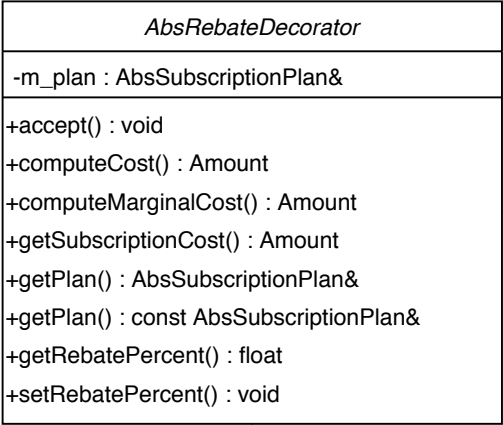 AbsRebateDecorator
-m_plan : AbsSubscriptionPlan&
+accept() : void
+computeCost() : Amount
+computeMarginalCost() : Amount
+getSubscriptionCost() : Amount
+getPlan() : AbsSubscriptionPlan&
+getPlan() : const AbsSubscriptionPlan&
+getRebatePercent() : float
+setRebatePercent() : void